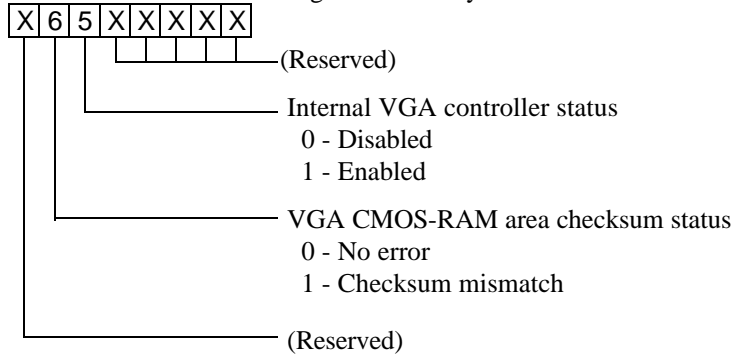 X 6 5 X X X X X
(Reserved)
Internal VGA controller status
0 - Disabled
1 - Enabled
VGA CMOS-RAM area checksum status
0 - No error
1 - Checksum mismatch
(Reserved)